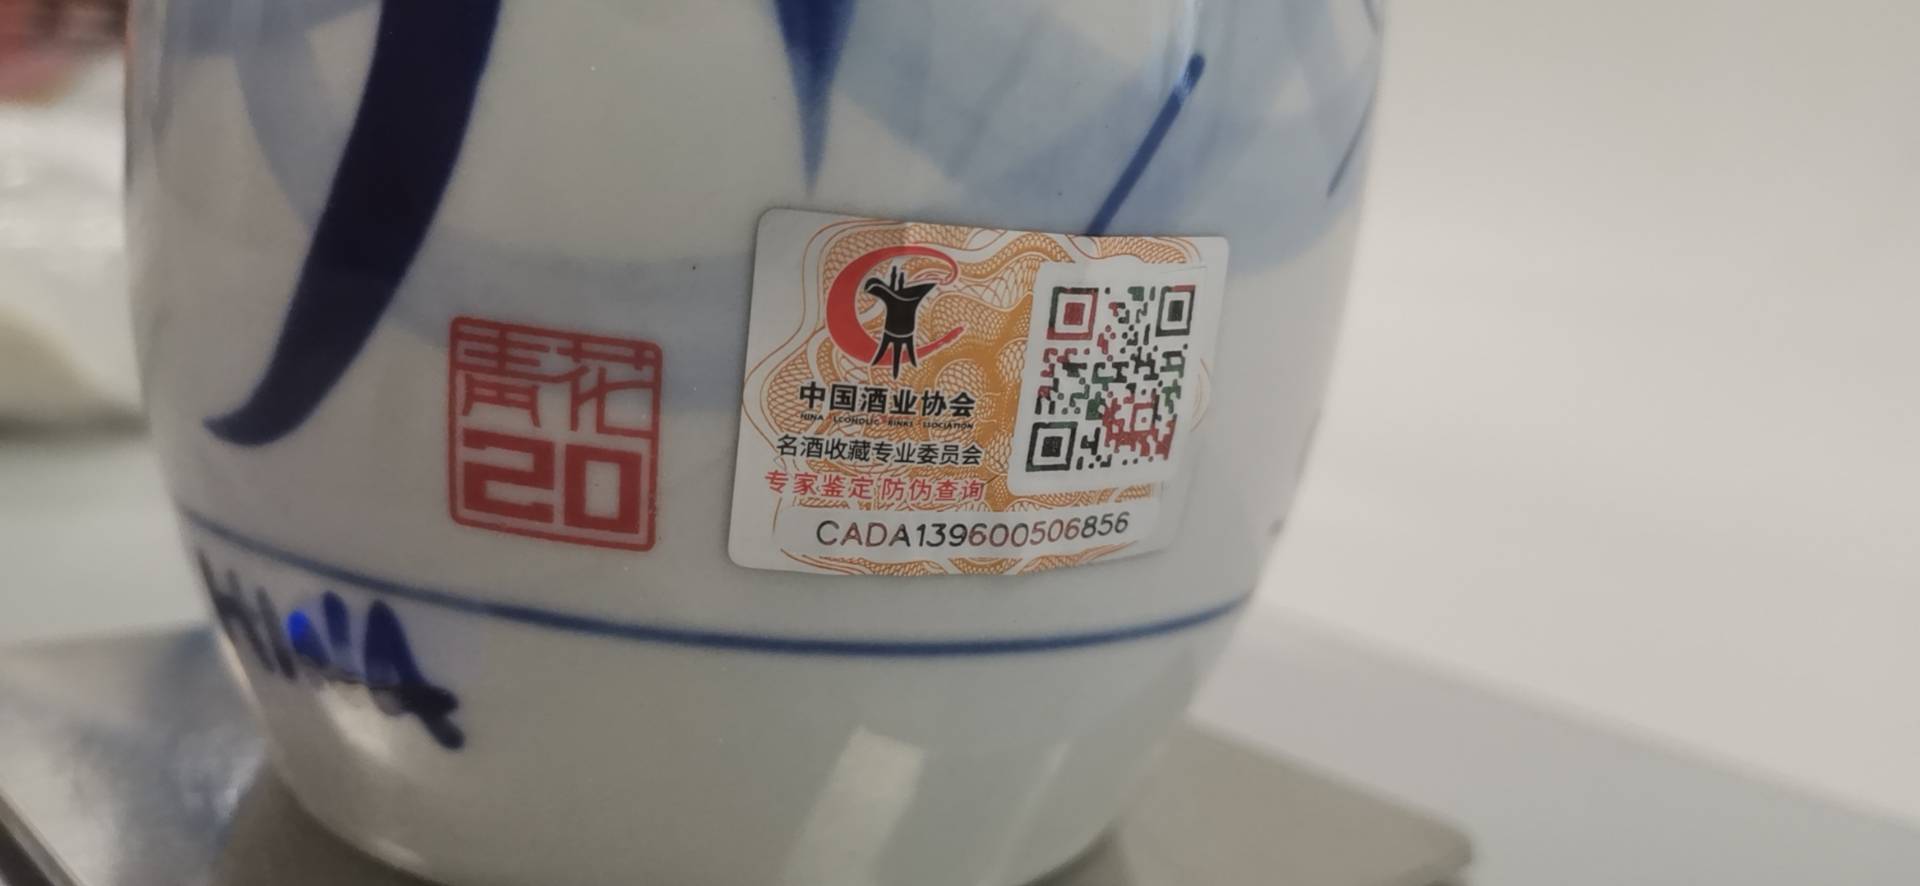 青花
20
中国酒业协会
名酒收藏专业委员会
专家鉴定 防伪查询
CADA139600506856
HINA